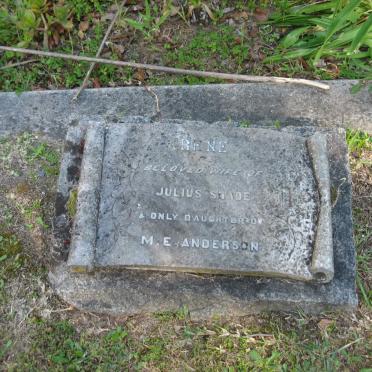 IRENE
BELOVED WIFE OF
JULIUS STADE
& ONLY DAUGHTER OF
M. E. ANDERSON